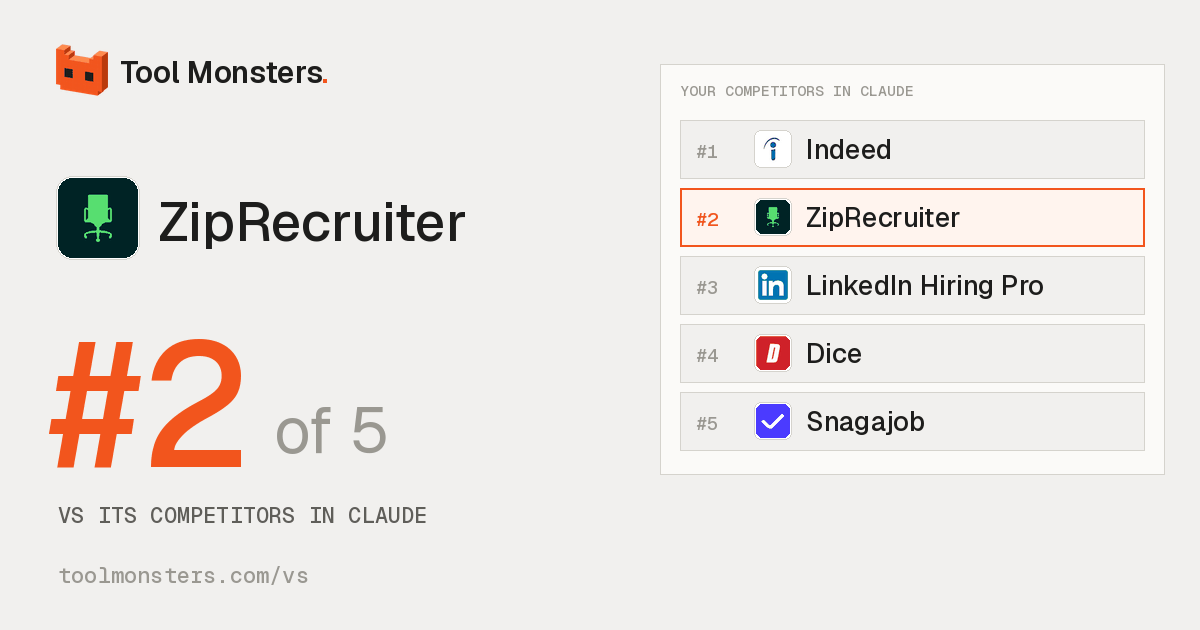 Tool Monsters.
ZipRecruiter
#2 of 5
VS ITS COMPETITORS IN CLAUDE
toolmonsters.com/vs
YOUR COMPETITORS IN CLAUDE
#1 Indeed
#2 ZipRecruiter
#3 in LinkedIn Hiring Pro
#4 D Dice
#5 Snagajob